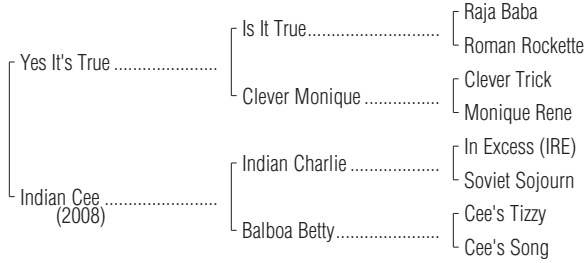 Raja Baba
Is It True
Roman Rockette
Yes It's True
Clever Trick
Clever Monique
Monique Rene
In Excess (IRE)
Indian Charlie
Soviet Sojourn
Indian Cee
(2008)
Cee's Tizzy
Balboa Betty
Cee's Song